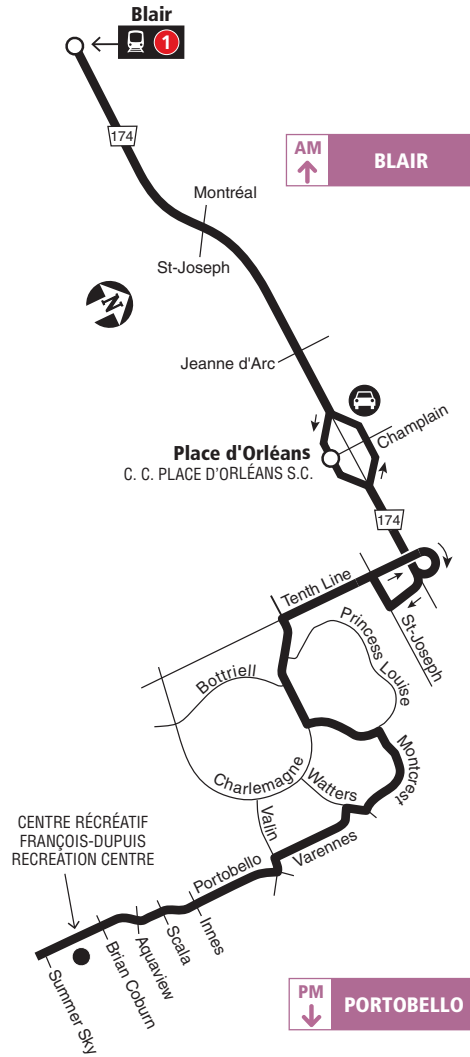 Blair
1
174
AM
BLAIR
Montréal
St-Joseph
N
Jeanne d'Arc
Champlain
Place d'Orléans
C. C. PLACE D'ORLÉANS S.C.
174
Tenth Line
St-Joseph
Princess Louise
Bottriell
Montcrest
Charlemagne
Watters
Valin
Varennes
CENTRE RÉCRÉATIF
FRANÇOIS-DUPUIS
RECREATION CENTRE
Portobello
Innes
Scala
Aquaview
Brian Coburn
Summer Sky
PM
PORTOBELLO